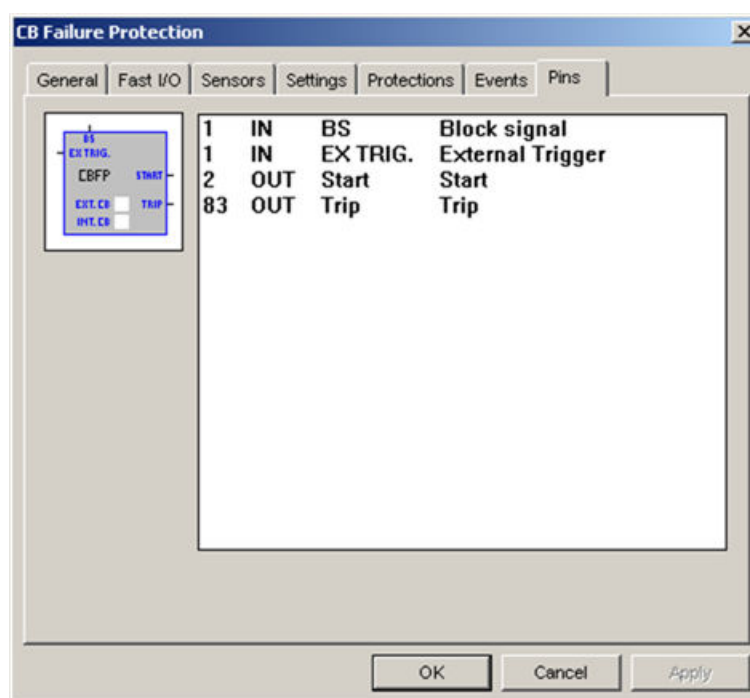 CB Failure Protection
General Fast I/O Sensors Settings Protections Events Pins
BS
EX TRIG.
CBFP START
EXT. CB TRIP
INT. CB
1 IN BS Block signal
1 IN EX TRIG. External Trigger
2 OUT Start Start
83 OUT Trip Trip
OK Cancel Apply